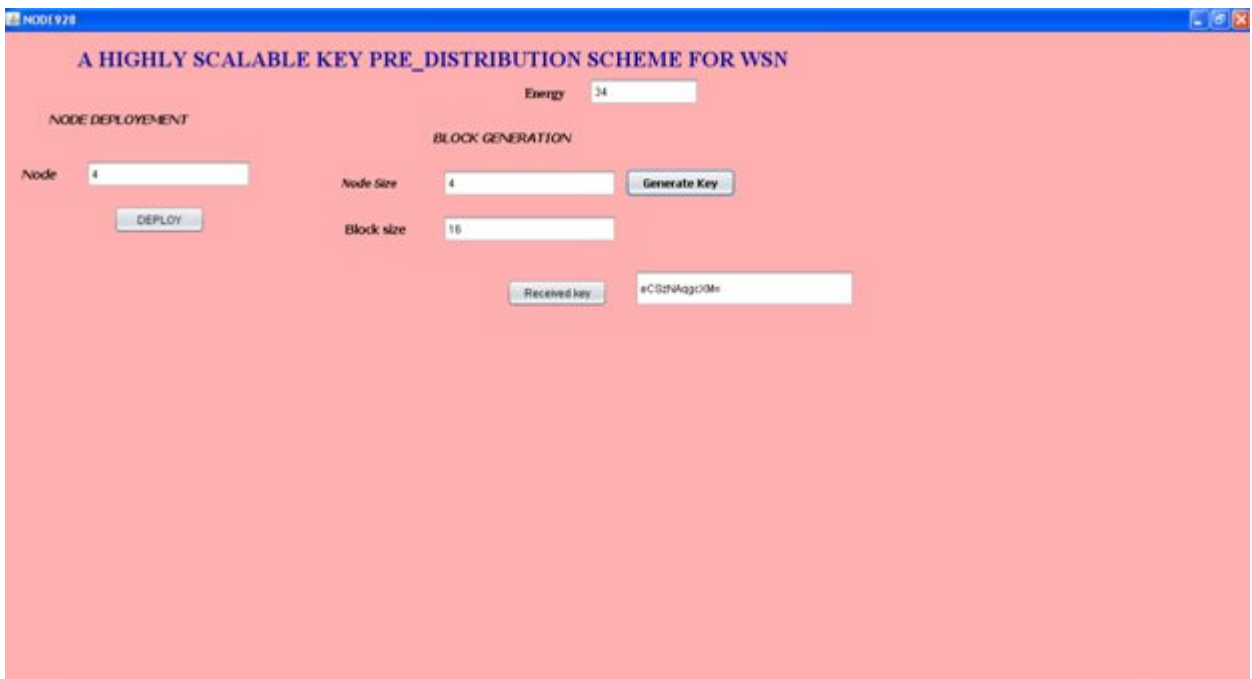 NODE928
A HIGHLY SCALABLE KEY PRE_DISTRIBUTION SCHEME FOR WSN
Energy 34
NODE DEPLOYEMENT
BLOCK GENERATION
Node 4
Node Size 4 Generate Key
DEPLOY
Block size 16
Received key